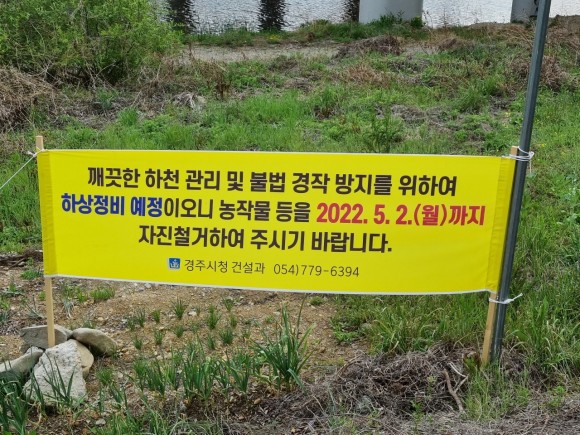 깨끗한 하천 관리 및 불법 경작 방지를 위하여
하상정비 예정이오니 농작물 등을 2022. 5. 2.(월)까지
자진철거하여 주시기 바랍니다.
경주시청 건설과 054)779-6394